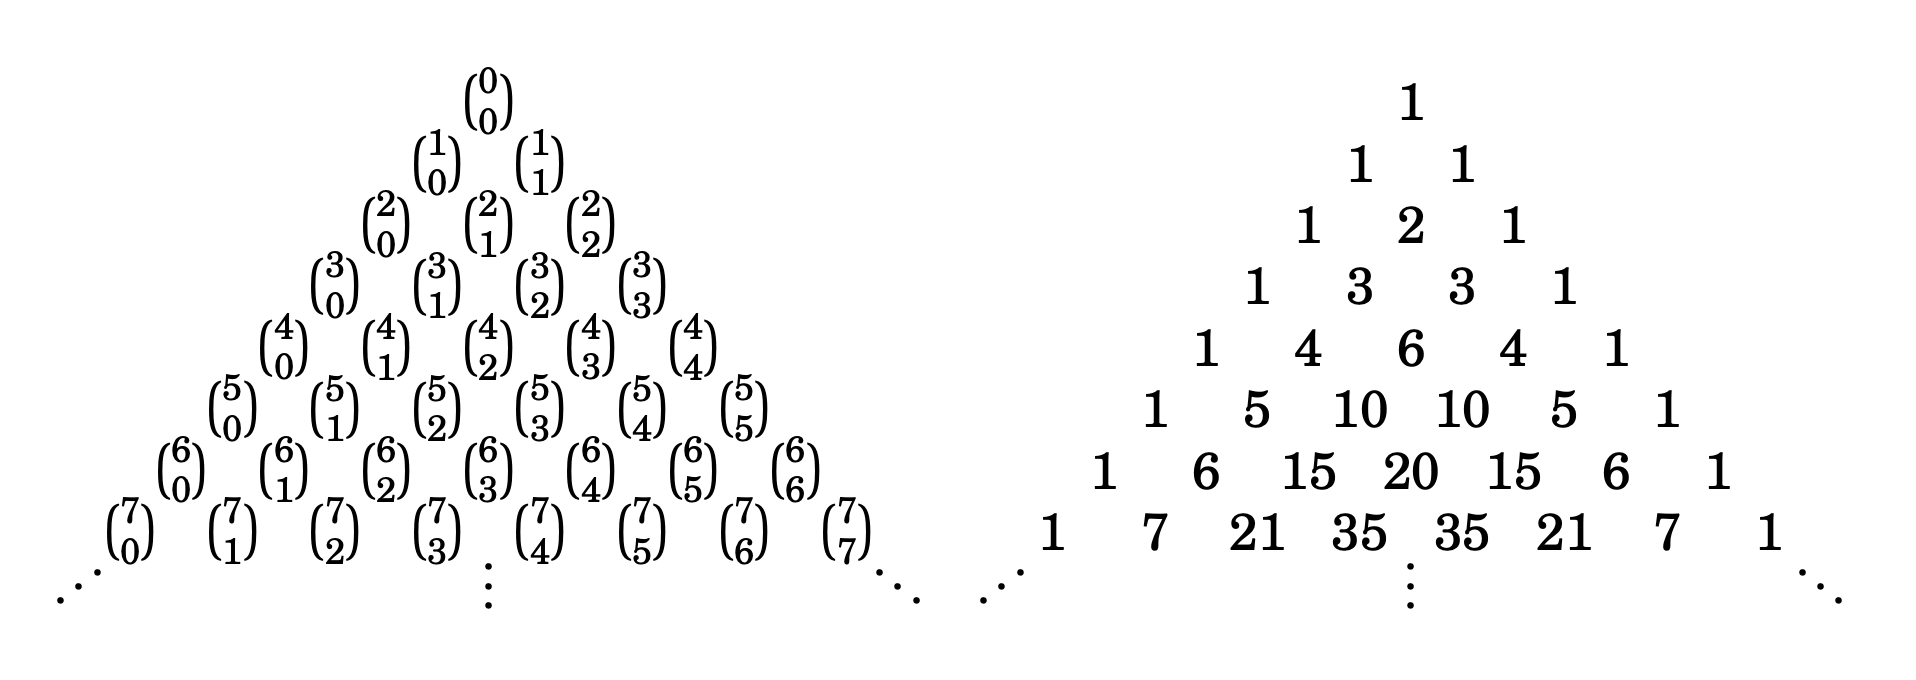 (0 0) 1
(1 0) (1 1) 1 1
(2 0) (2 1) (2 2) 1 2 1
(3 0) (3 1) (3 2) (3 3) 1 3 3 1
(4 0) (4 1) (4 2) (4 3) (4 4) 1 4 6 4 1
(5 0) (5 1) (5 2) (5 3) (5 4) (5 5) 1 5 10 10 5 1
(6 0) (6 1) (6 2) (6 3) (6 4) (6 5) (6 6) 1 6 15 20 15 6 1
(7 0) (7 1) (7 2) (7 3) (7 4) (7 5) (7 6) (7 7) 1 7 21 35 35 21 7 1
⋰ ⋮ ⋱ ⋰ ⋮ ⋱